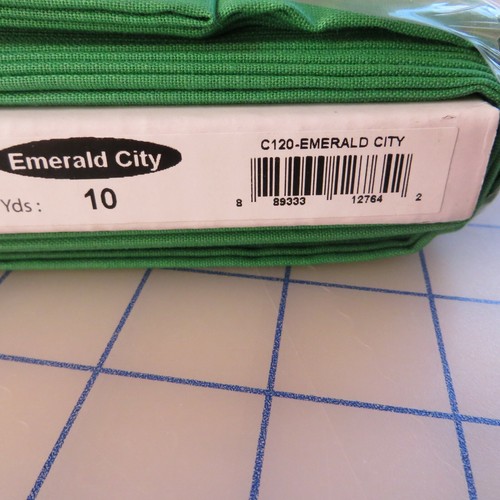 Emerald City
Yds : 10
C120-EMERALD CITY
8 89333 12764 2